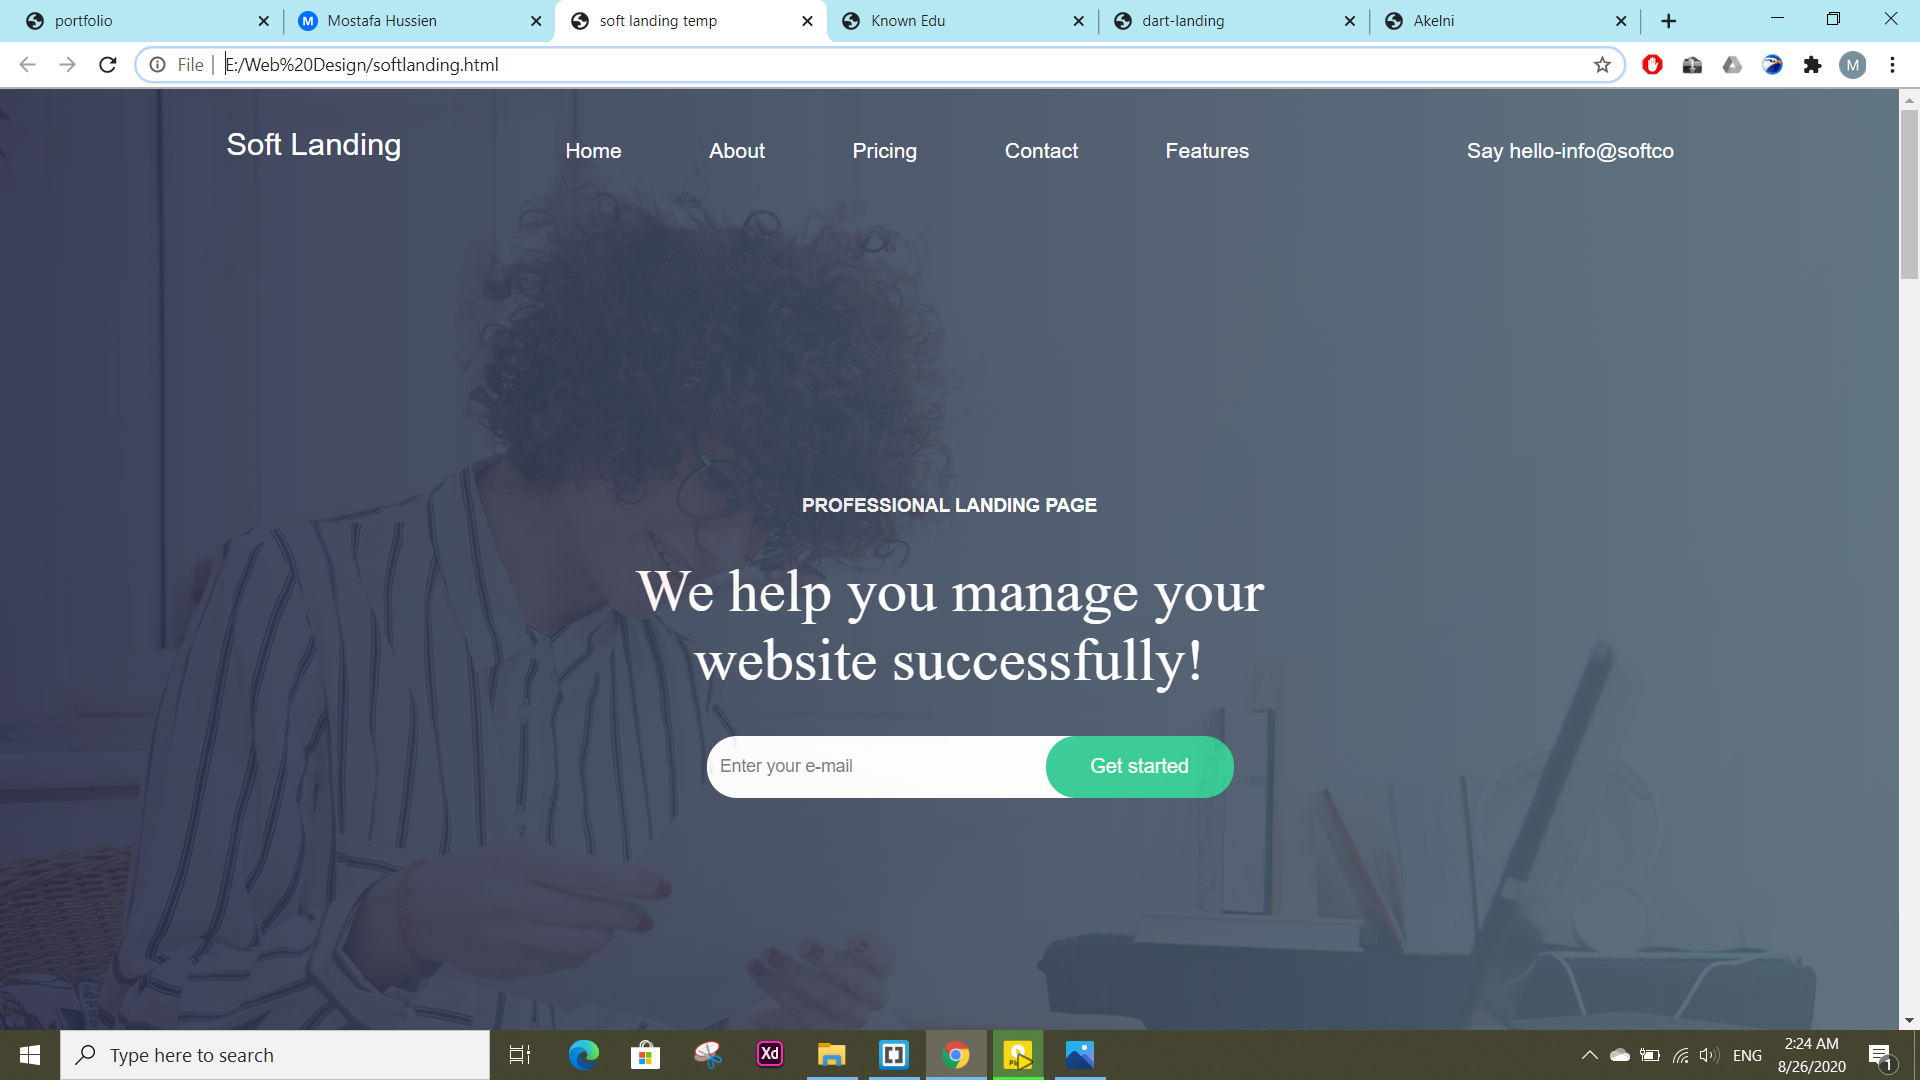 portfolio
M Mostafa Hussien
soft landing temp
Known Edu
dart-landing
Akelni
File | E:/Web%20Design/softlanding.html
M
Soft Landing
Home
About
Pricing
Contact
Features
Say hello-info@softco
PROFESSIONAL LANDING PAGE
We help you manage your
website successfully!
Enter your e-mail
Get started
Type here to search
Xd
ENG
2:24 AM
8/26/2020
1